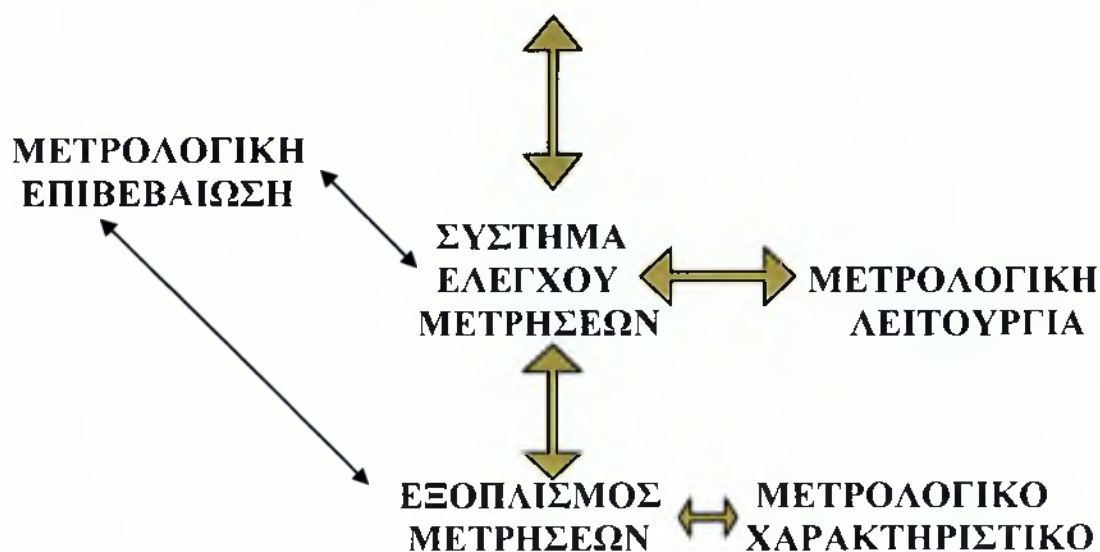 ΜΕΤΡΟΛΟΓΙΚΗ
ΕΠΙΒΕΒΑΙΩΣΗ
ΣΥΣΤΗΜΑ
ΕΛΕΓΧΟΥ
ΜΕΤΡΗΣΕΩΝ
ΜΕΤΡΟΛΟΓΙΚΗ
ΛΕΙΤΟΥΡΓΙΑ
ΕΞΟΠΛΙΣΜΟΣ
ΜΕΤΡΗΣΕΩΝ
ΜΕΤΡΟΛΟΓΙΚΟ
ΧΑΡΑΚΤΗΡΙΣΤΙΚΟ